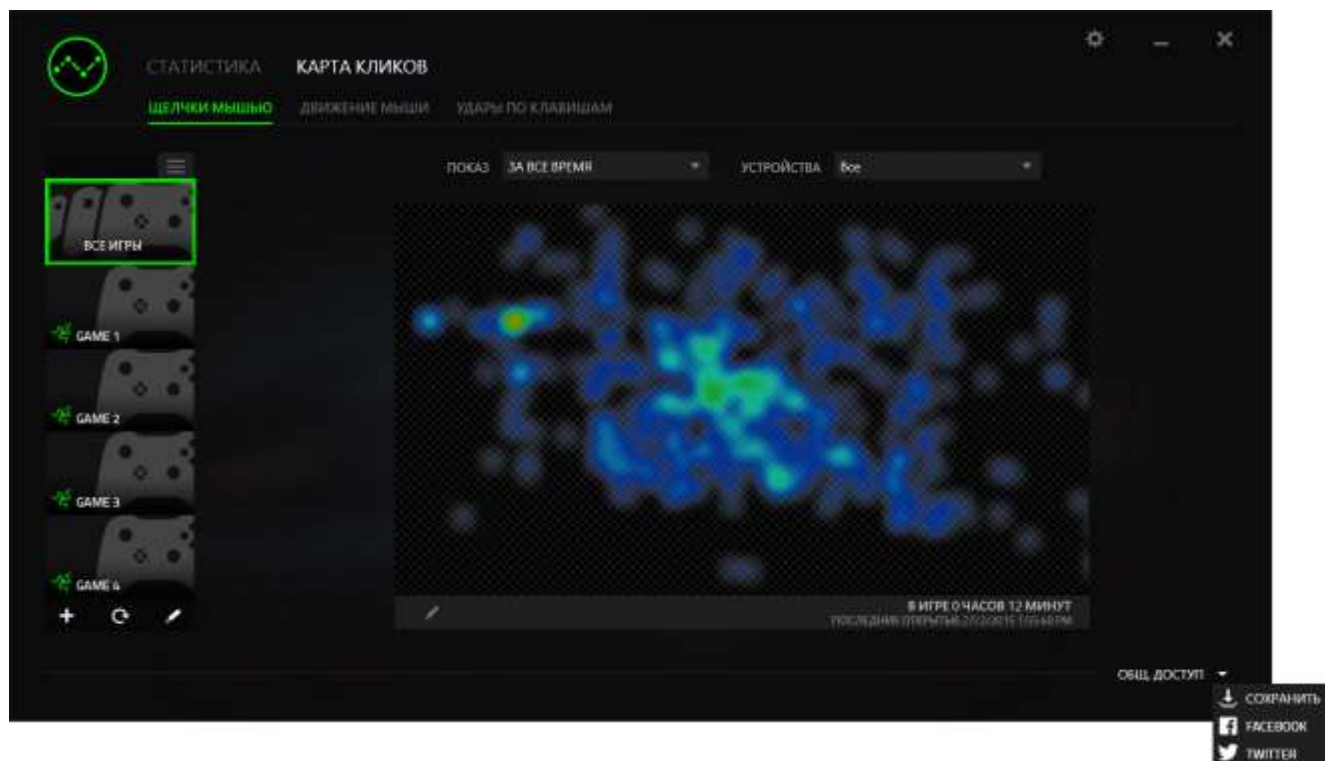 СТАТИСТИКА КАРТА КЛИКОВ
ЩЕЛЧКИ МЫШЬЮ ДВИЖЕНИЕ МЫШИ УДАРЫ ПО КЛАВИШАМ
ПОКАЗ ЗА ВСЕ ВРЕМЯ УСТРОЙСТВА Все
ВСЕ ИГРЫ
GAME 1
GAME 2
GAME 3
GAME 4
В ИГРЕ 0 ЧАСОВ 12 МИНУТ
ОБЩ. ДОСТУП
СОХРАНИТЬ
FACEBOOK
TWITTER